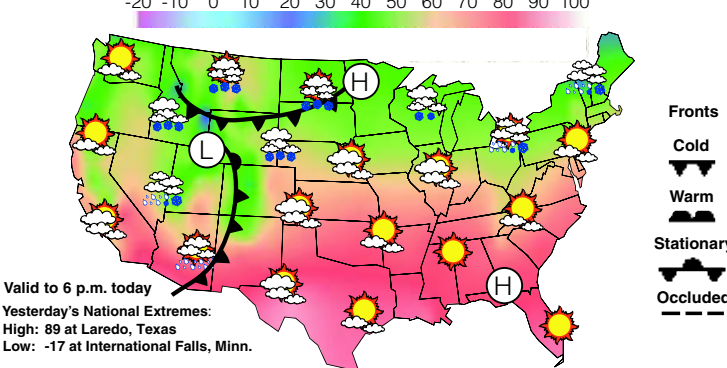 -20 -10 0 10 20 30 40 50 60 70 80 90 100
H
L
H
Fronts
Cold
Warm
Stationary
Occluded
Valid to 6 p.m. today
Yesterday's National Extremes:
High: 89 at Laredo, Texas
Low: -17 at International Falls, Minn.